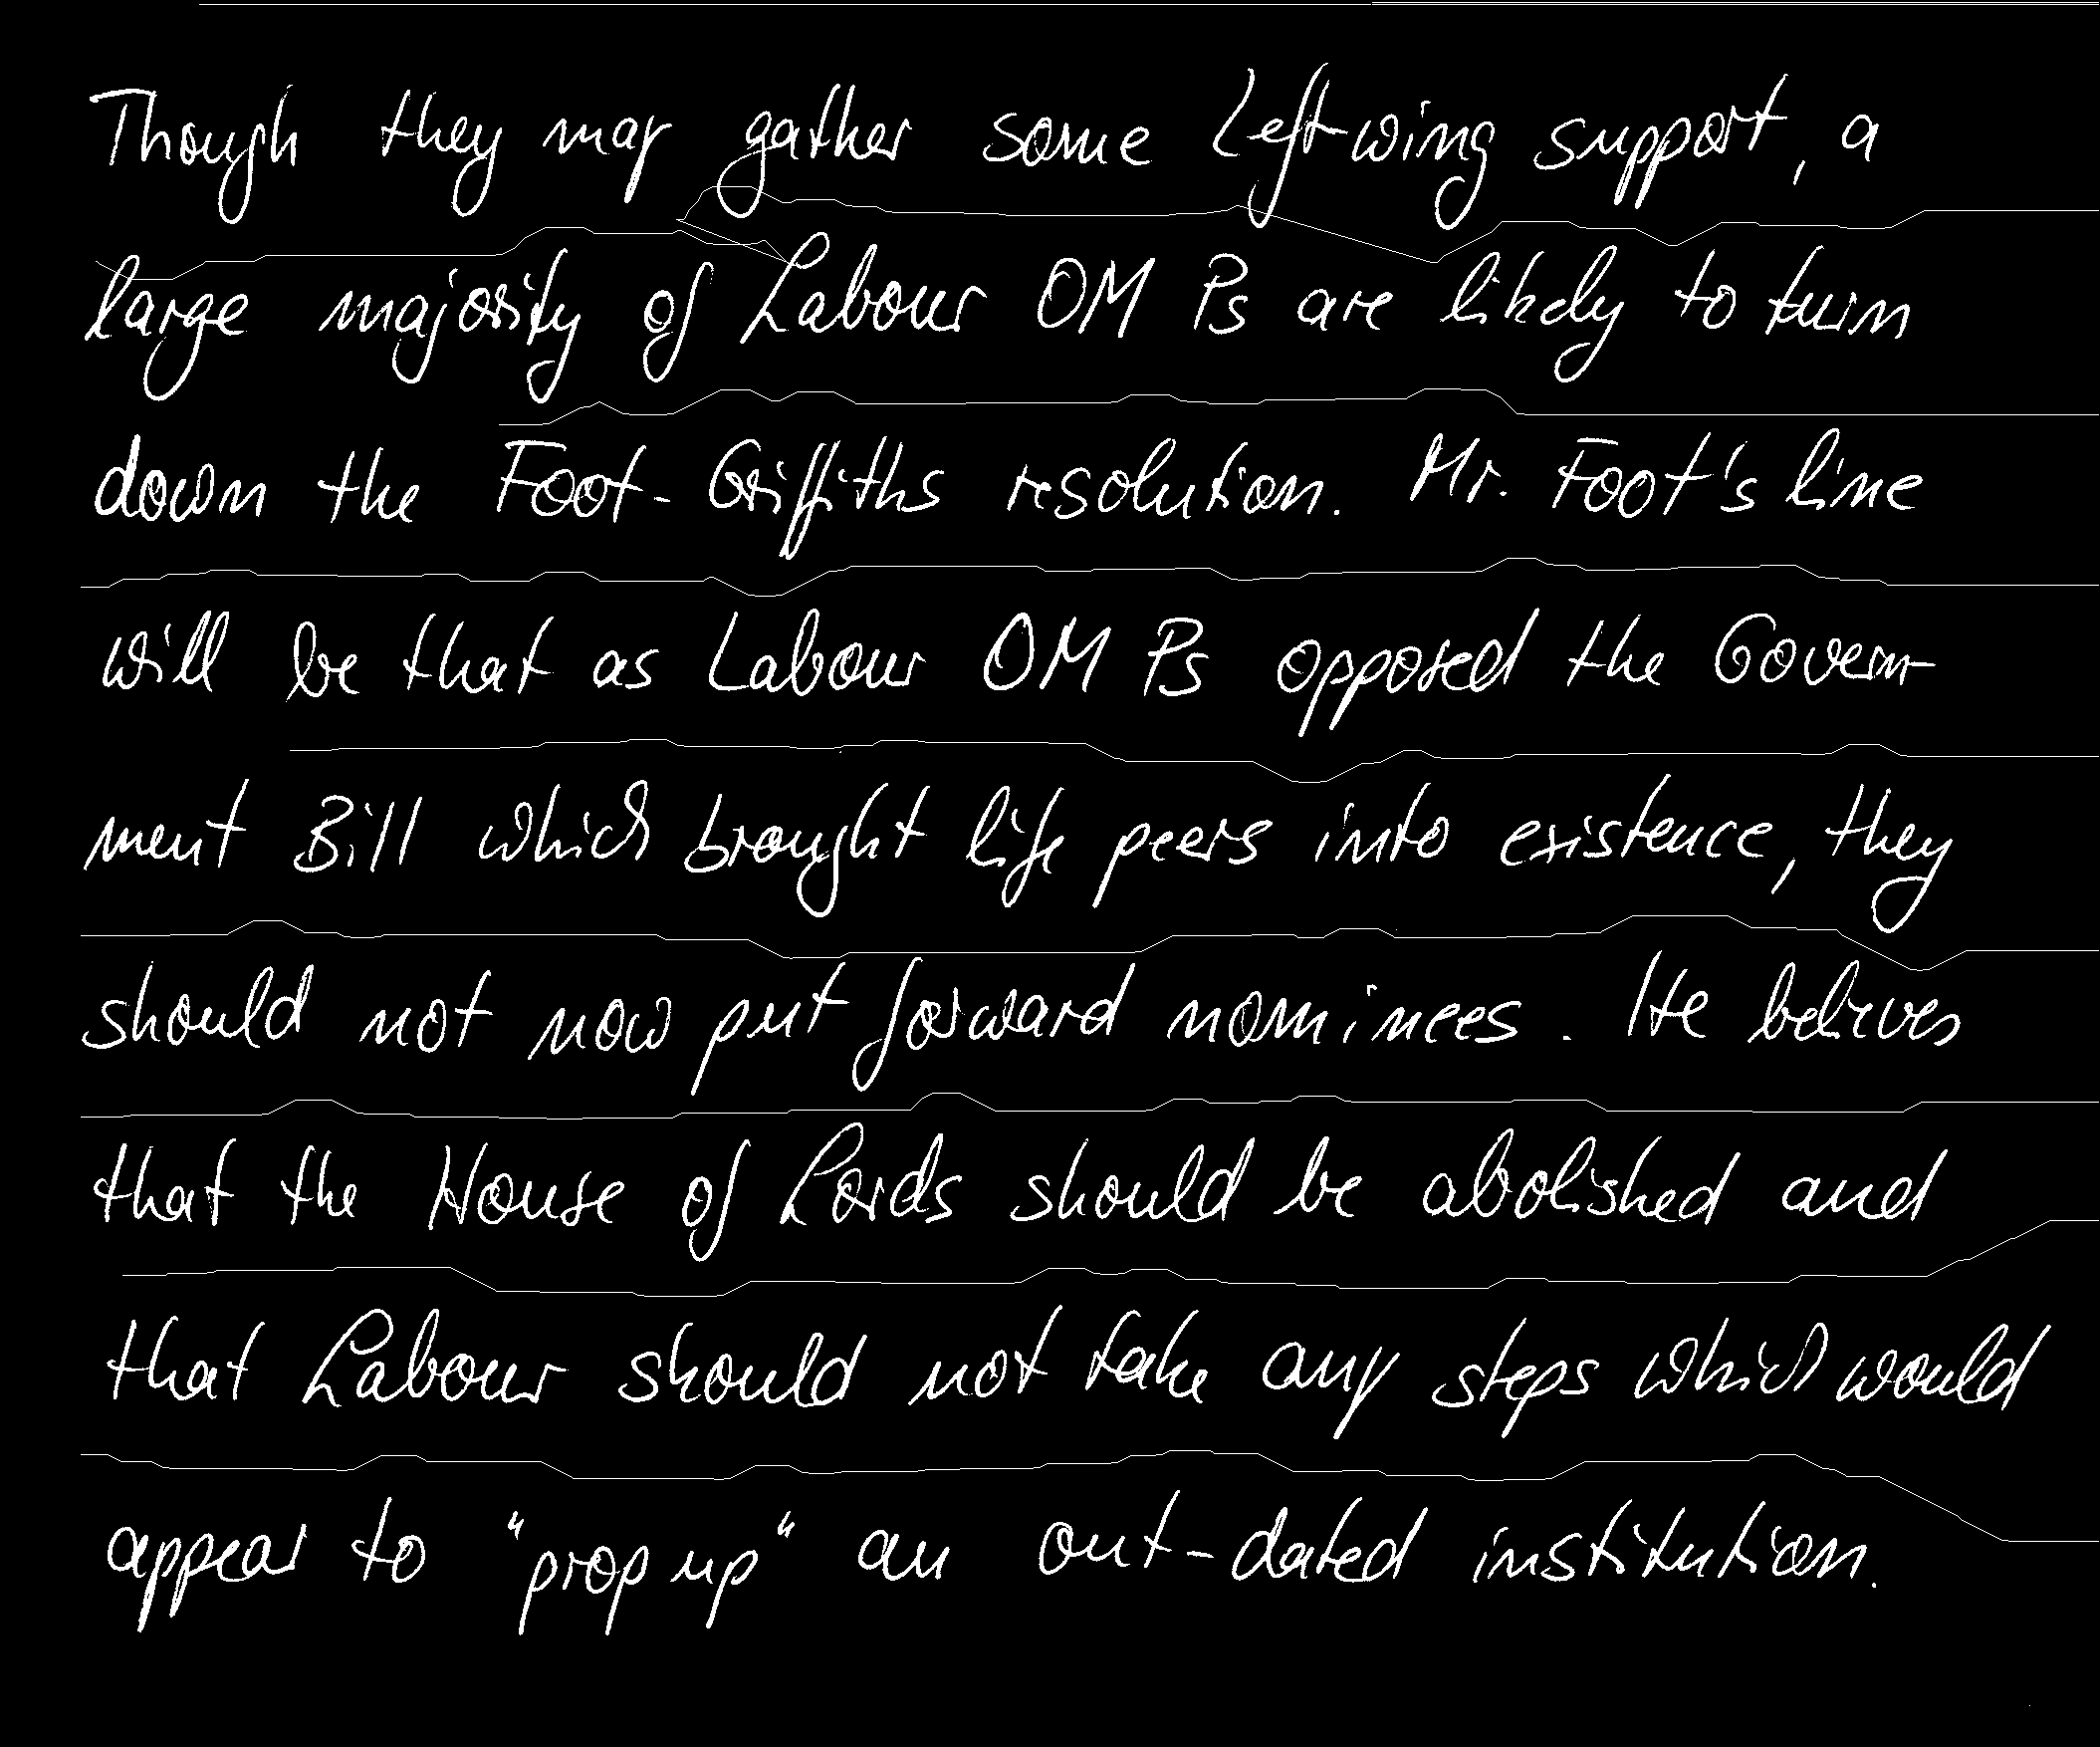 Though they may gather some Left-wing support, a
large majority of Labour OM Ps are likely to turn
down the Foot-Griffiths resolution. Mr. Foot's line
will be that as Labour OM Ps opposed the Govern-
ment Bill which brought life peers into existence, they
should not now put forward nominees. He believes
that the House of Lords should be abolished and
that Labour should not take any steps which would
appear to "prop up" an out-dated institution.